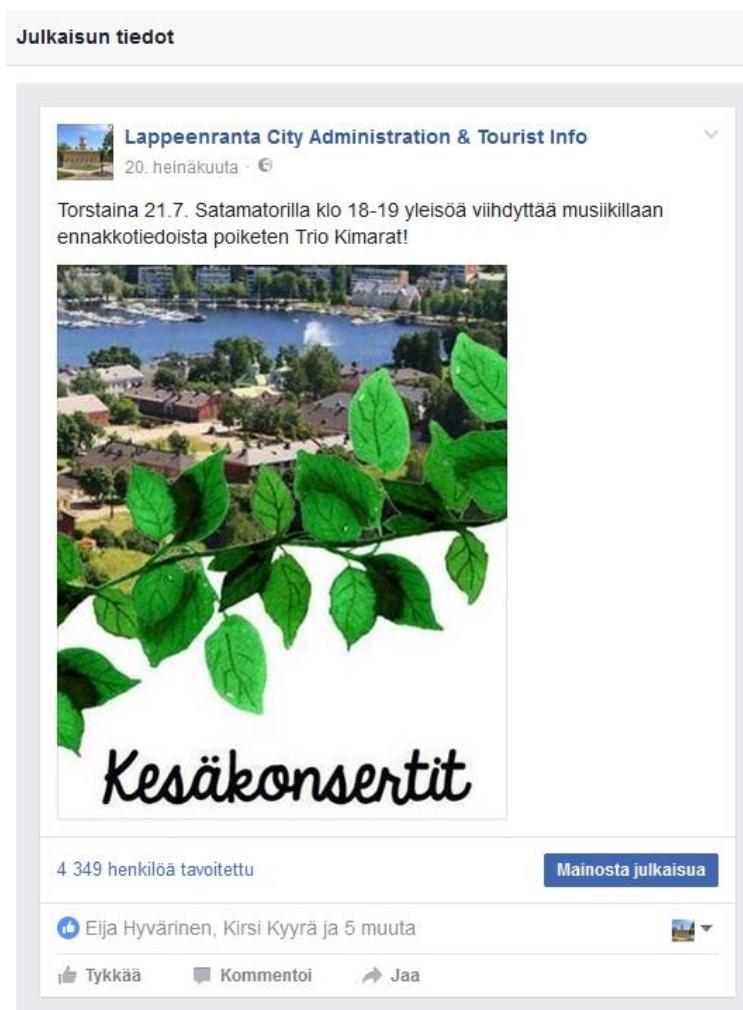 Julkaisun tiedot
Lappeenranta City Administration & Tourist Info
20. heinäkuuta ·
Torstaina 21.7. Satamatorilla klo 18-19 yleisöä viihdyttää musiikillaan
ennakkotiedoista poiketen Trio Kimarat!
Kesäkonsertit
4 349 henkilöä tavoitettu
Mainosta julkaisua
Eija Hyvärinen, Kirsi Kyyrä ja 5 muuta
Tykkää Kommentoi Jaa